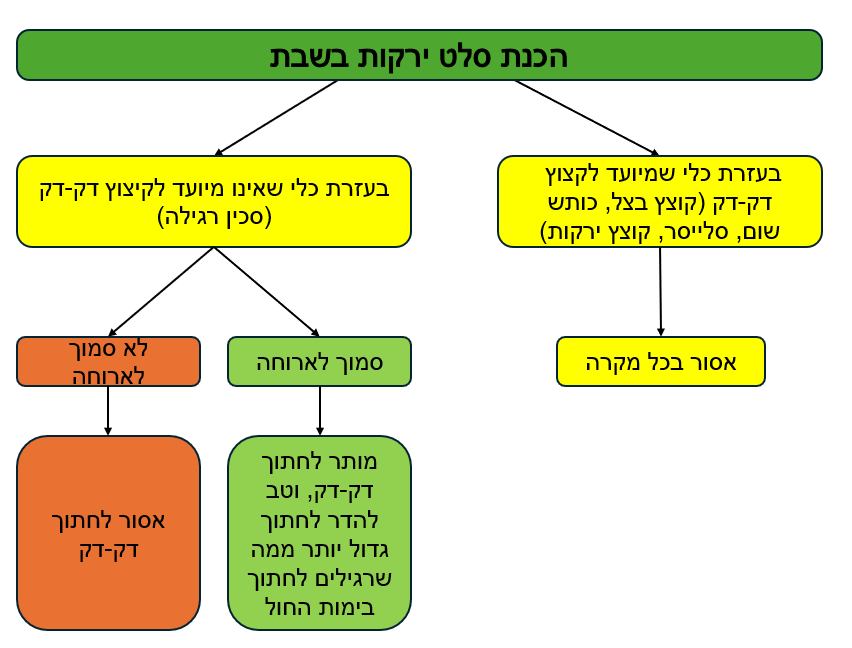 הכנת סלט ירקות בשבת
בעזרת כלי שמיועד לקצוץ
דק-דק (קוצץ בצל, כותש
שום, סלייסר, קוצץ ירקות)
בעזרת כלי שאינו מיועד לקיצוץ דק-דק
(סכין רגילה)
אסור בכל מקרה
סמוך לארוחה
לא סמוך
לארוחה
מותר לחתוך
דק-דק, וטב
להדר לחתוך
גדול יותר ממה
שרגילים לחתוך
בימות החול
אסור לחתוך
דק-דק